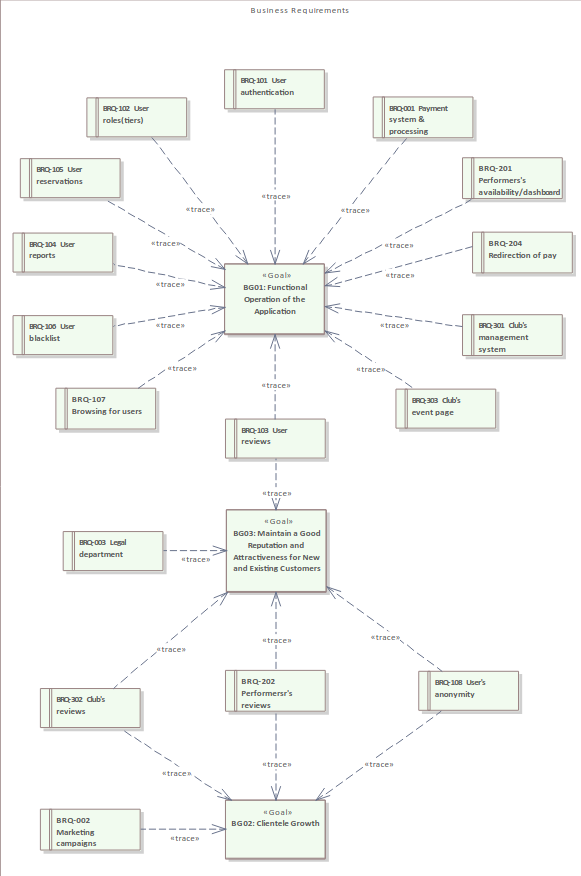 Business Requirements
BRQ-101 User
authentication
BRQ-102 User
roles(tiers)
BRQ-001 Payment
system &
processing
BRQ-105 User
reservations
BRQ-201
Performers's
availability/dashboard
«trace»
«trace»
«trace»
BRQ-104 User
reports
«trace»
«trace»
BRQ-204
Redirection of pay
«Goal»
BG01: Functional
Operation of the
Application
«trace»
«trace»
BRQ-106 User
blacklist
«trace»
«trace»
BRQ-301 Club's
management
system
«trace»
«trace»
«trace»
BRQ-107
Browsing for users
BRQ-303 Club's
event page
BRQ-103 User
reviews
«trace»
«Goal»
BG03: Maintain a Good
Reputation and
Attractiveness for New
and Existing Customers
BRQ-003 Legal
department
«trace»
«trace»
«trace»
«trace»
BRQ-302 Club's
reviews
BRQ-202
Performersr's
reviews
BRQ-108 User's
anonymity
«trace»
«trace»
«trace»
«Goal»
BG02: Clientele Growth
BRQ-002
Marketing
campaigns
«trace»